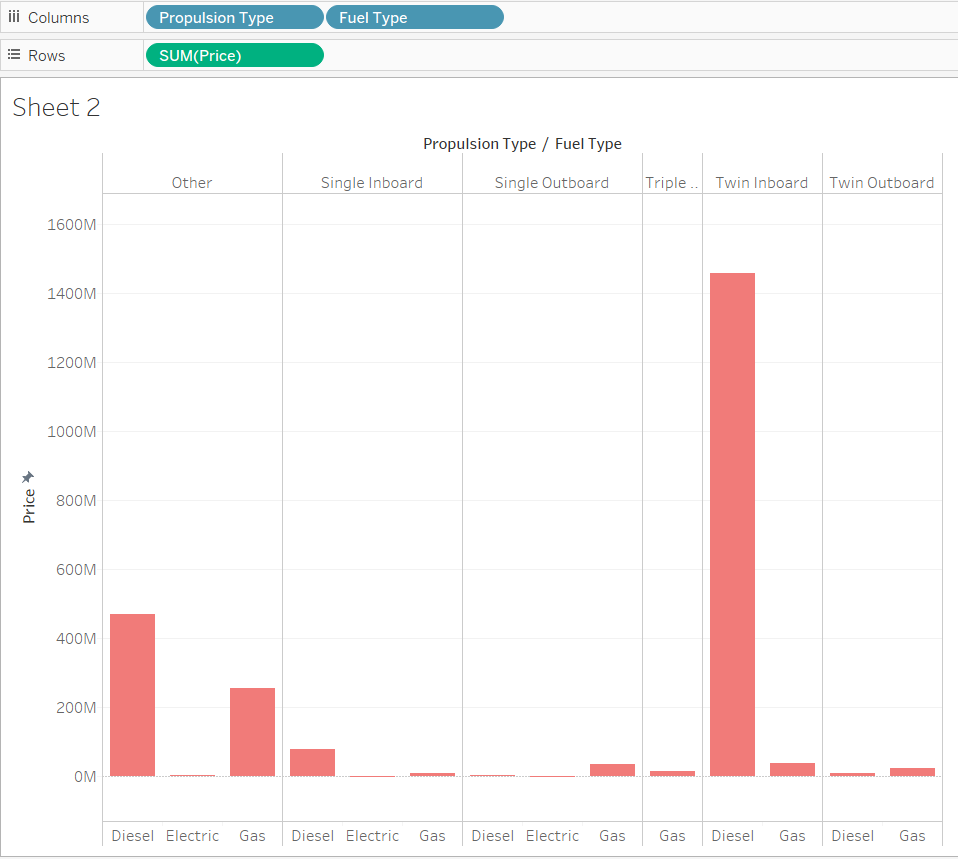 Columns Propulsion Type Fuel Type
Rows SUM(Price)
Sheet 2
Propulsion Type / Fuel Type
Other Single Inboard Single Outboard Triple .. Twin Inboard Twin Outboard
1600M
1400M
1200M
1000M
800M
600M
400M
200M
0M
Price
Diesel Electric Gas Diesel Electric Gas Diesel Electric Gas Gas Diesel Gas Diesel Gas